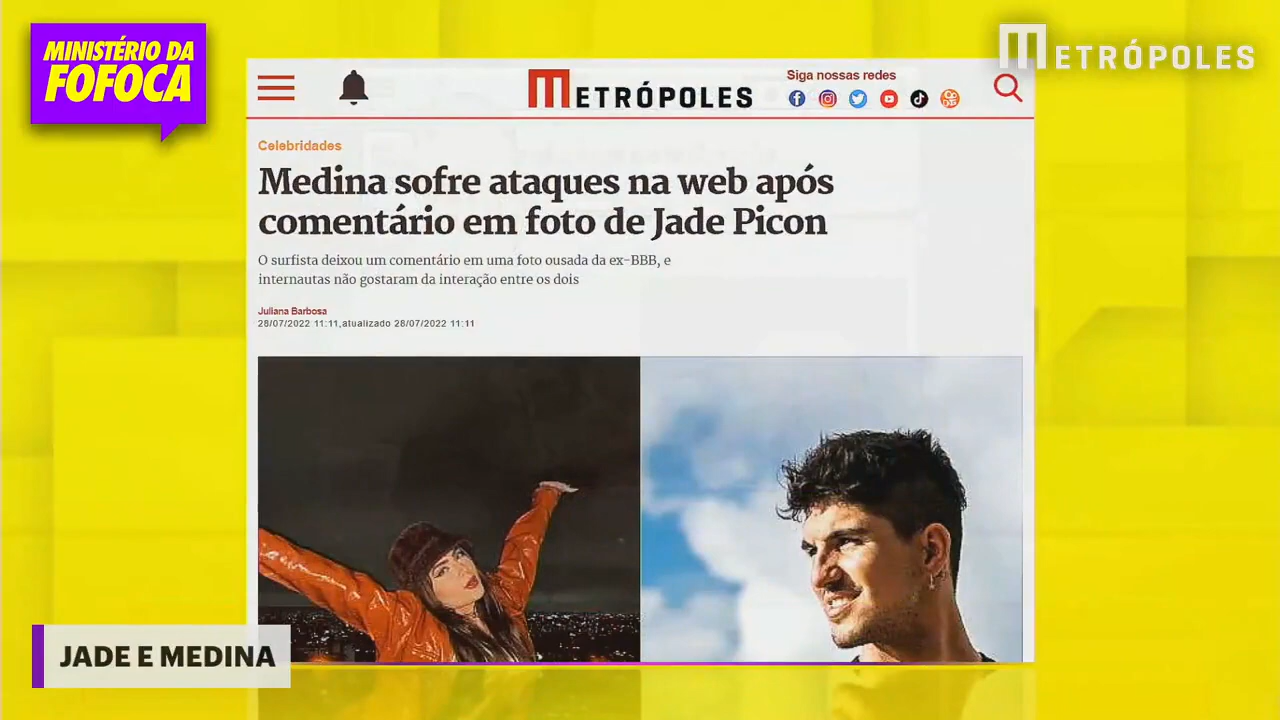 MINISTÉRIO DA
FOFOCA
METRÓPOLES
METRÓPOLES
Siga nossas redes
Celebridades
Medina sofre ataques na web após
comentário em foto de Jade Picon
O surfista deixou um comentário em uma foto ousada da ex-BBB, e
internautas não gostaram da interação entre os dois
Juliana Barbosa
28/07/2022 11:11,atualizado 28/07/2022 11:11
JADE E MEDINA